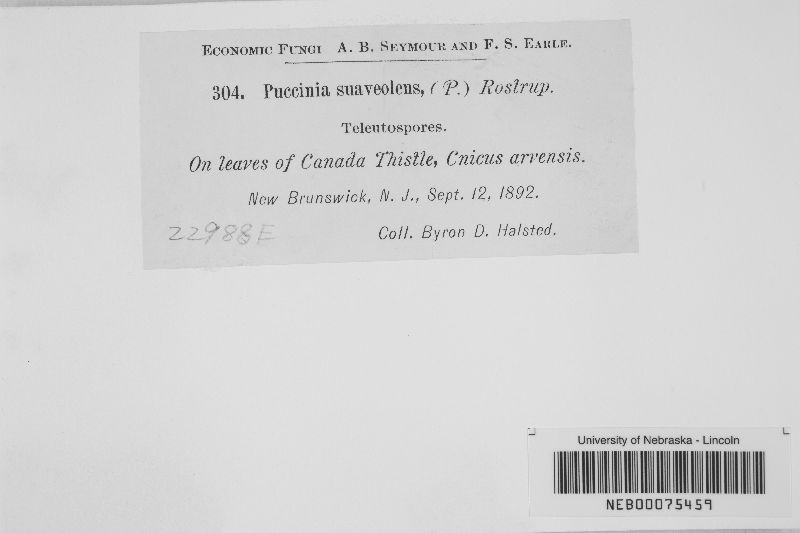 Economic Fungi A. B. Seymour and F. S. Earle.
304. Puccinia suaveolens, (P.) Rostrup.
Teleutospores.
On leaves of Canada Thistle, Cnicus arvensis.
New Brunswick, N. J., Sept. 12, 1892.
22988E
Coll. Byron D. Halsted.
University of Nebraska - Lincoln
NEB00075459